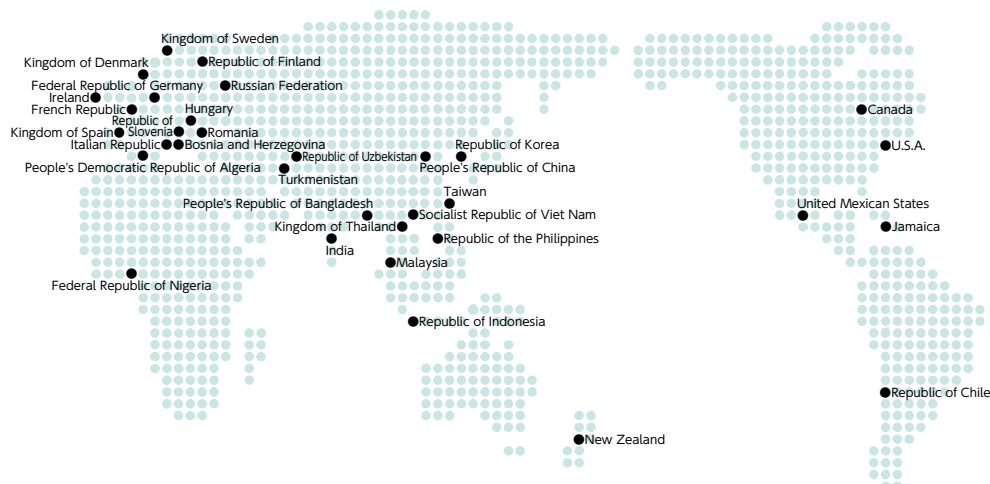 Kingdom of Sweden
Kingdom of Denmark
Republic of Finland
Federal Republic of Germany
Russian Federation
Ireland
French Republic
Hungary
Canada
Republic of
Slovenia
Kingdom of Spain
Romania
Italian Republic
Bosnia and Herzegovina
Republic of Korea
U.S.A.
People's Democratic Republic of Algeria
Republic of Uzbekistan
People's Republic of China
Turkmenistan
Taiwan
People's Republic of Bangladesh
United Mexican States
Socialist Republic of Viet Nam
Kingdom of Thailand
Jamaica
Republic of the Philippines
India
Malaysia
Federal Republic of Nigeria
Republic of Indonesia
Republic of Chile
New Zealand